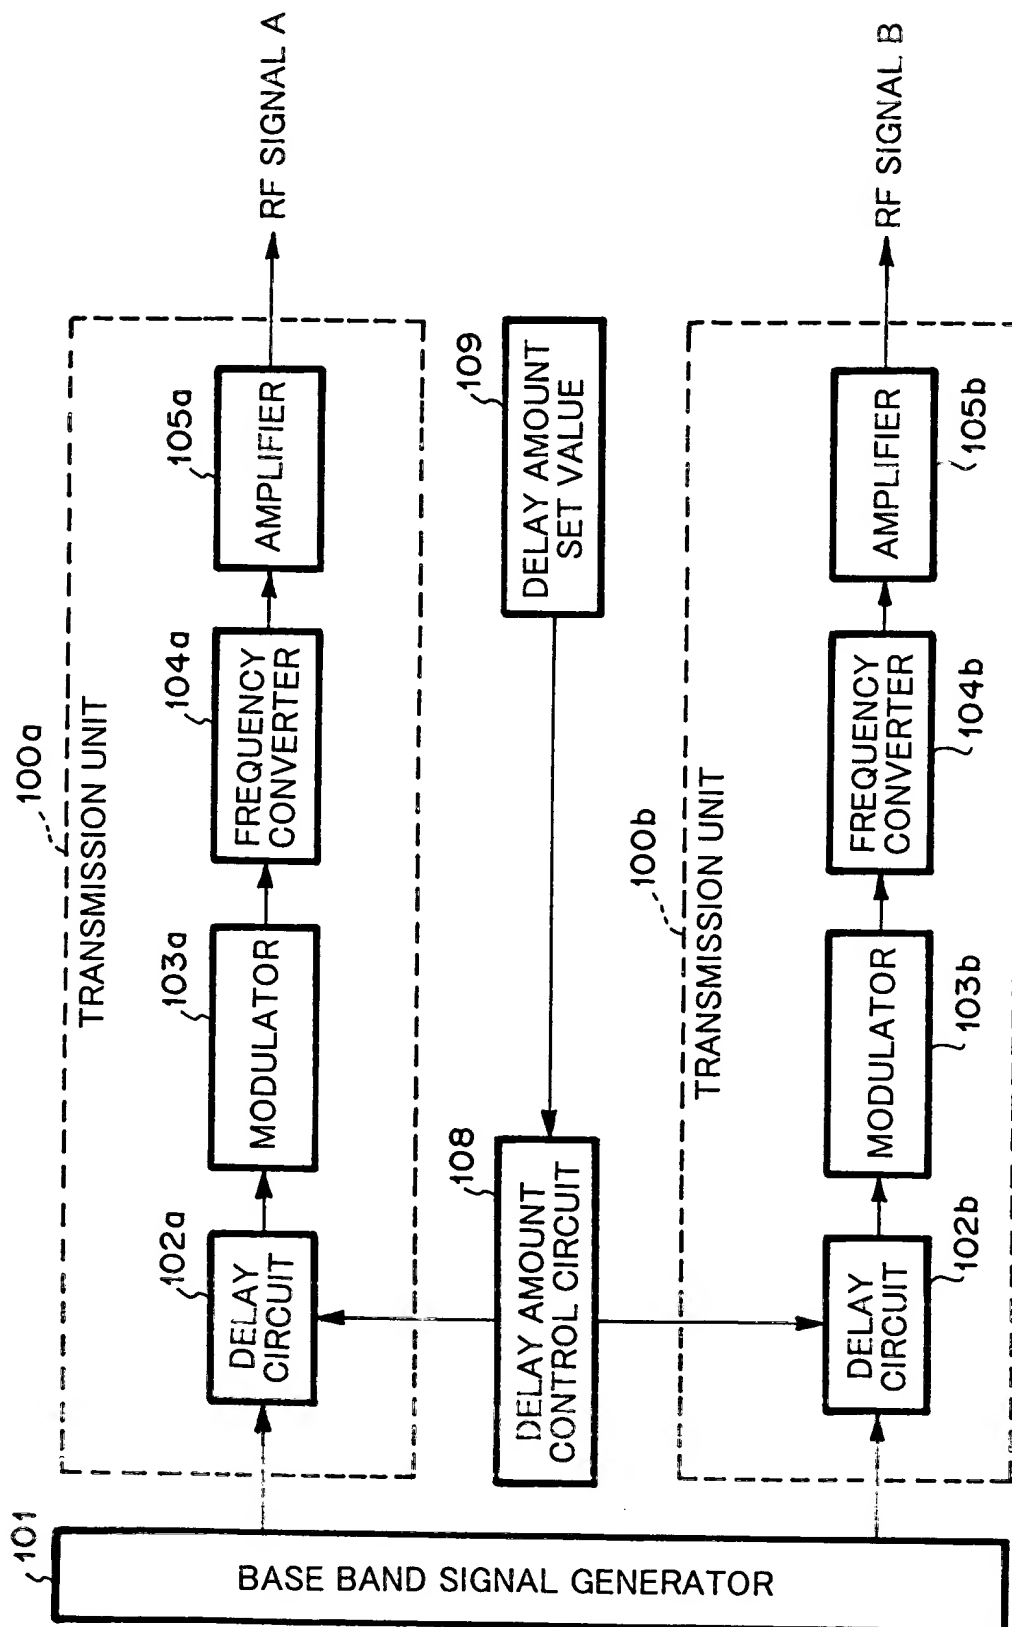 101
BASE BAND SIGNAL GENERATOR
100a
TRANSMISSION UNIT
102a
DELAY
CIRCUIT
103a
MODULATOR
104a
FREQUENCY
CONVERTER
105a
AMPLIFIER
RF SIGNAL A
108
DELAY AMOUNT
CONTROL CIRCUIT
109
DELAY AMOUNT
SET VALUE
100b
TRANSMISSION UNIT
DELAY
CIRCUIT
102b
MODULATOR
103b
FREQUENCY
CONVERTER
104b
AMPLIFIER
105b
RF SIGNAL B